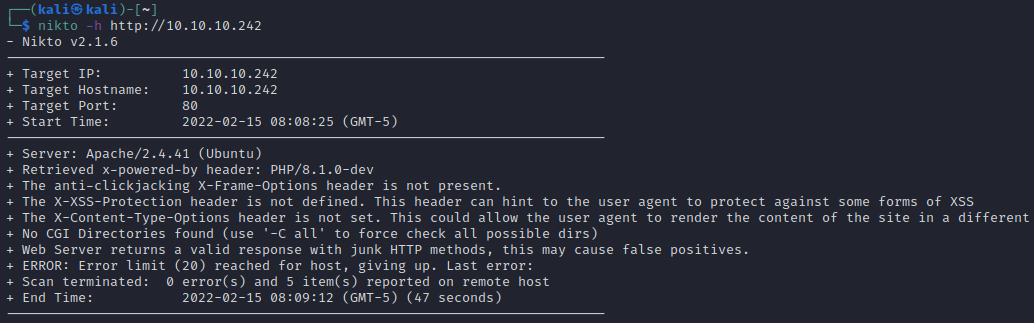 ┌──(kali㉿kali)-[~]
└─$ nikto -h http://10.10.10.242
- Nikto v2.1.6
---------------------------------------------------------------------------
+ Target IP:          10.10.10.242
+ Target Hostname:    10.10.10.242
+ Target Port:        80
+ Start Time:         2022-02-15 08:08:25 (GMT-5)
---------------------------------------------------------------------------
+ Server: Apache/2.4.41 (Ubuntu)
+ Retrieved x-powered-by header: PHP/8.1.0-dev
+ The anti-clickjacking X-Frame-Options header is not present.
+ The X-XSS-Protection header is not defined. This header can hint to the user agent to protect against some forms of XSS
+ The X-Content-Type-Options header is not set. This could allow the user agent to render the content of the site in a different
+ No CGI Directories found (use '-C all' to force check all possible dirs)
+ Web Server returns a valid response with junk HTTP methods, this may cause false positives.
+ ERROR: Error limit (20) reached for host, giving up. Last error:
+ Scan terminated:  0 error(s) and 5 item(s) reported on remote host
+ End Time:           2022-02-15 08:09:12 (GMT-5) (47 seconds)
---------------------------------------------------------------------------